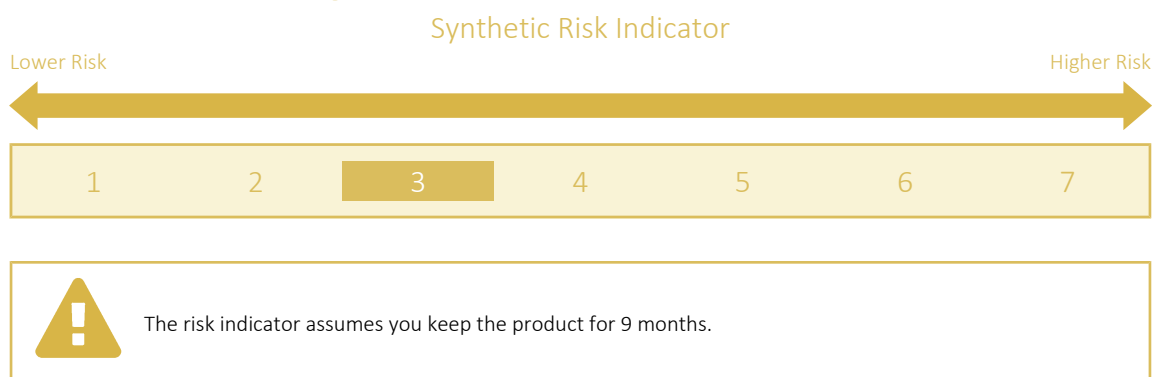 Synthetic Risk Indicator
Lower Risk Higher Risk
1 2 3 4 5 6 7
The risk indicator assumes you keep the product for 9 months.